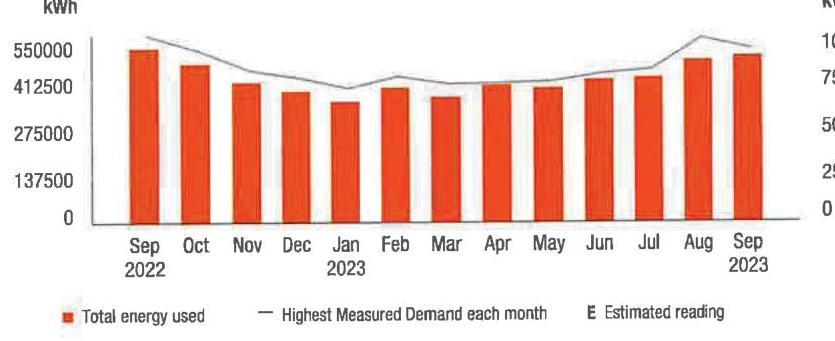 kWh
550000
412500
275000
137500
0
Sep Oct Nov Dec Jan Feb Mar Apr May Jun Jul Aug Sep
2022 2023 2023
Total energy used Highest Measured Demand each month E Estimated reading